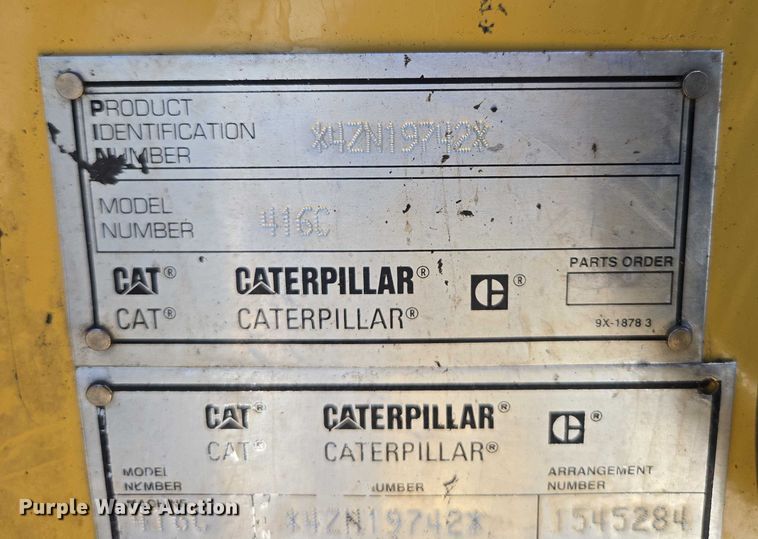 PRODUCT
IDENTIFICATION *4ZN19742*
NUMBER
MODEL
NUMBER 416C
CAT® CATERPILLAR® C® PARTS ORDER
CAT® CATERPILLAR® 9X-1878 3
CAT® CATERPILLAR® C®
CAT® CATERPILLAR®
MODEL ARRANGEMENT
NUMBER NUMBER NUMBER
416C *4ZN19742* 1545284
Purple Wave Auction